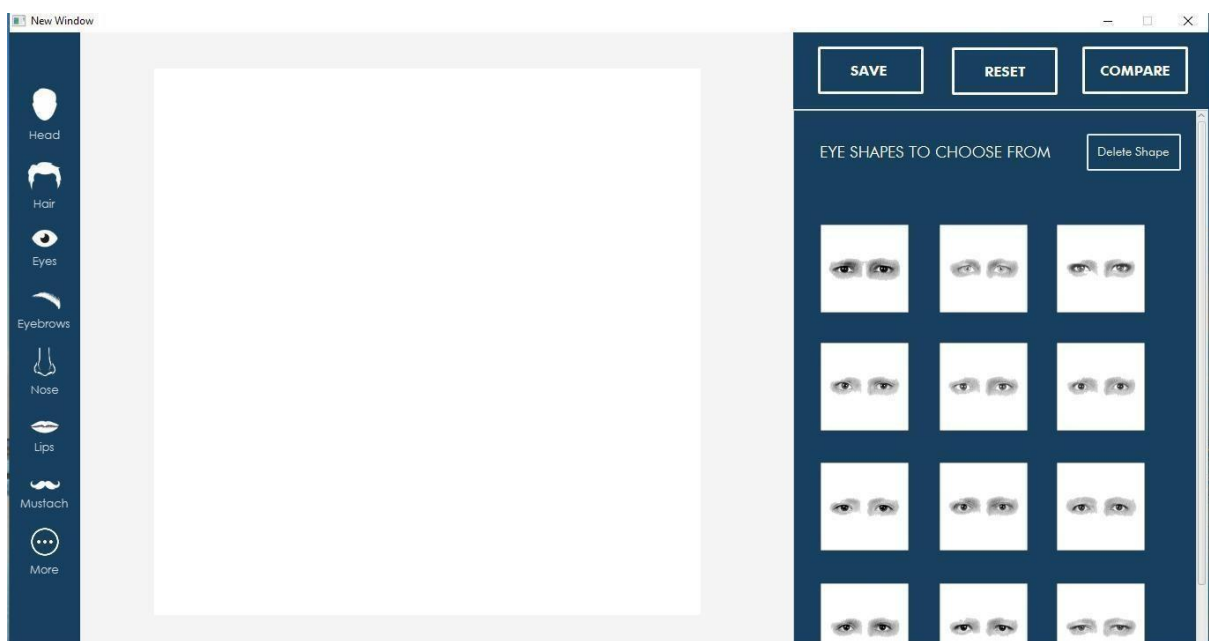 New Window
Head
Hair
Eyes
Eyebrows
Nose
Lips
Mustach
More
SAVE
RESET
COMPARE
EYE SHAPES TO CHOOSE FROM
Delete Shape